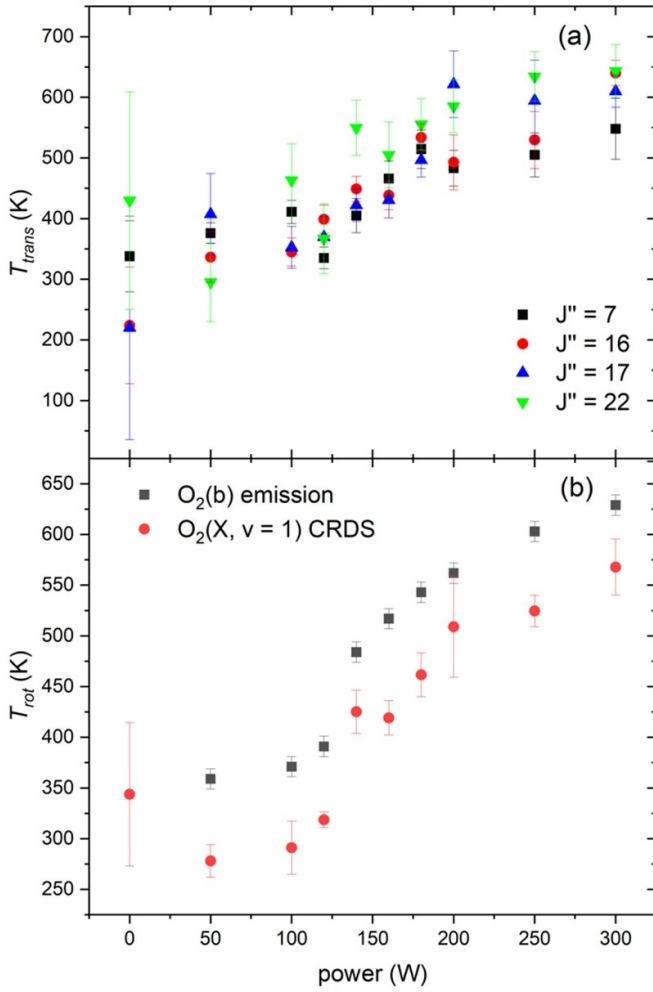 700
(a)
600
500
400
300
200
100
T_trans (K)
J" = 7
J" = 16
J" = 17
J" = 22
650
O₂(b) emission
(b)
600
O₂(X, v = 1) CRDS
550
500
450
400
350
300
250
T_rot (K)
0 50 100 150 200 250 300
power (W)